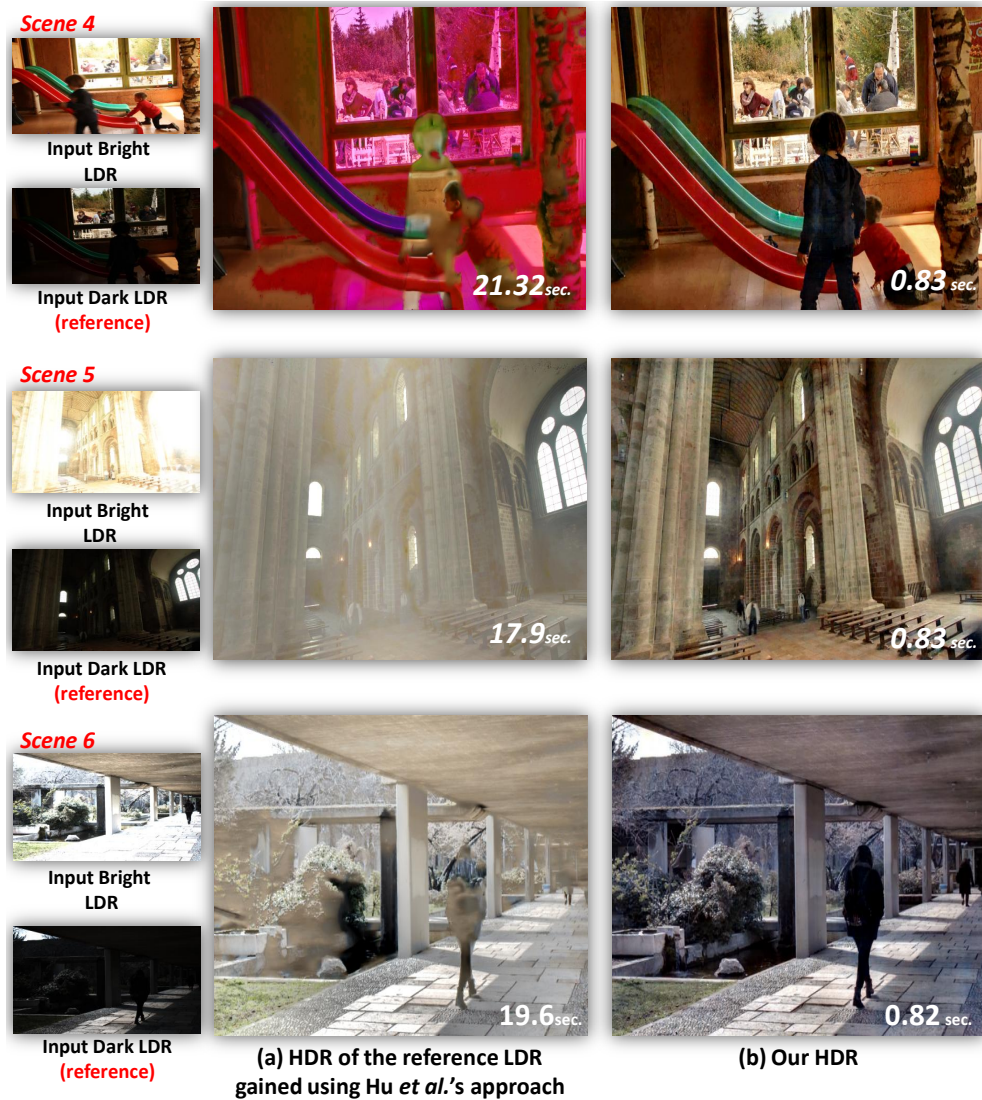 Scene 4
Input Bright
LDR
Input Dark LDR
(reference)
21.32sec.
0.83 sec.
Scene 5
Input Bright
LDR
Input Dark LDR
(reference)
17.9sec.
0.83 sec.
Scene 6
Input Bright
LDR
Input Dark LDR
(reference)
19.6sec.
0.82 sec.
(a) HDR of the reference LDR
gained using Hu et al.'s approach
(b) Our HDR